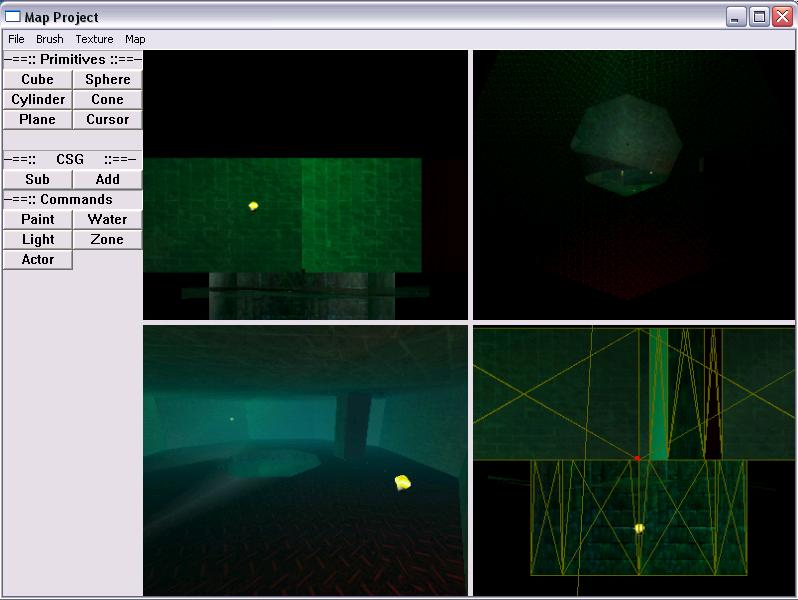 Map Project
File Brush Texture Map
—==:: Primitives ::==—
Cube Sphere
Cylinder Cone
Plane Cursor
—==:: CSG ::==—
Sub Add
—==:: Commands
Paint Water
Light Zone
Actor